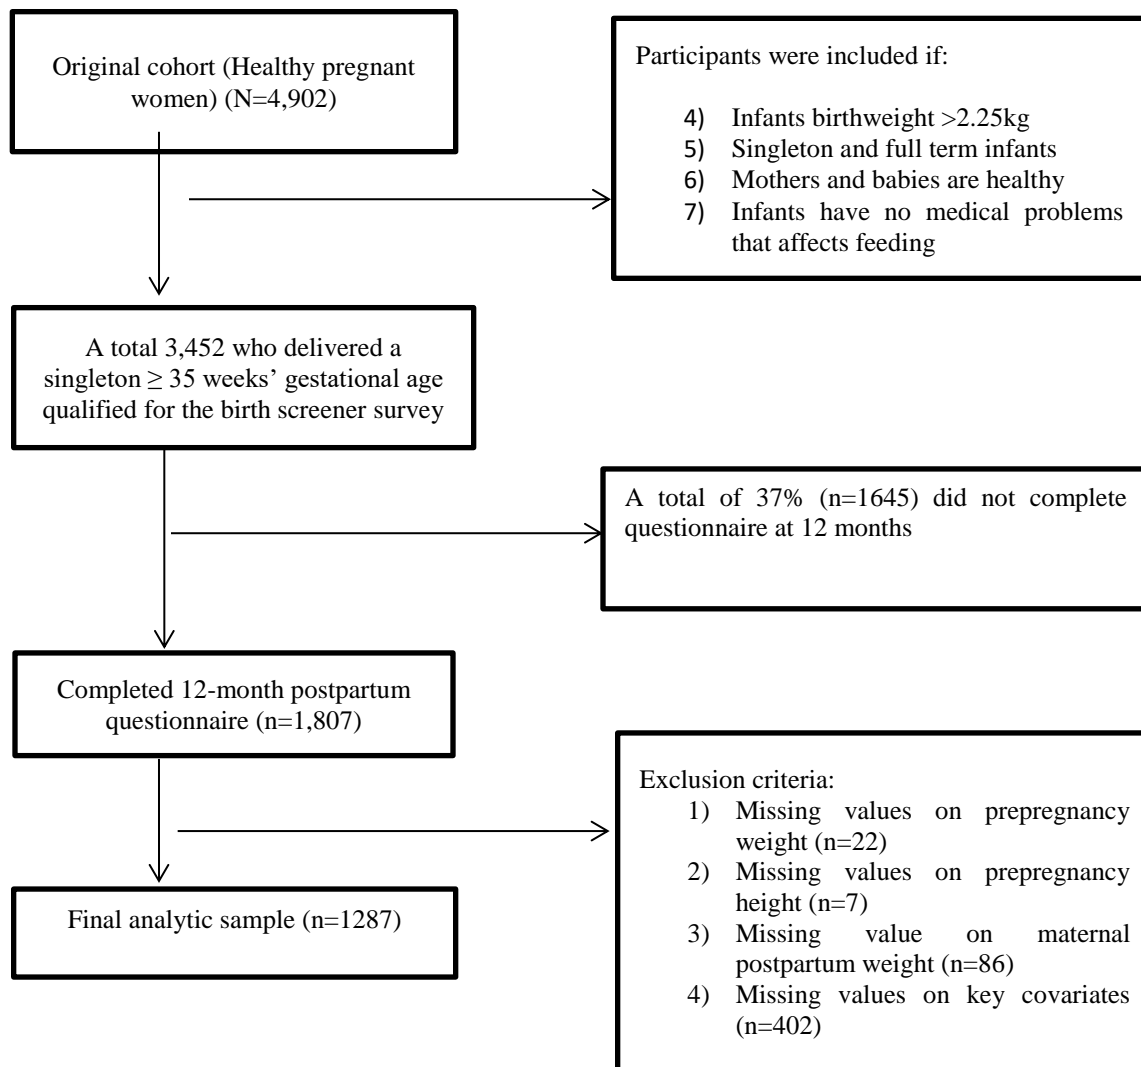 Original cohort (Healthy pregnant
women) (N=4,902)
Participants were included if:
4) Infants birthweight >2.25kg
5) Singleton and full term infants
6) Mothers and babies are healthy
7) Infants have no medical problems
that affects feeding
A total 3,452 who delivered a
singleton ≥ 35 weeks’ gestational age
qualified for the birth screener survey
A total of 37% (n=1645) did not complete
questionnaire at 12 months
Completed 12-month postpartum
questionnaire (n=1,807)
Exclusion criteria:
1) Missing values on prepregnancy
weight (n=22)
2) Missing values on prepregnancy
height (n=7)
3) Missing value on maternal
postpartum weight (n=86)
4) Missing values on key covariates
(n=402)
Final analytic sample (n=1287)